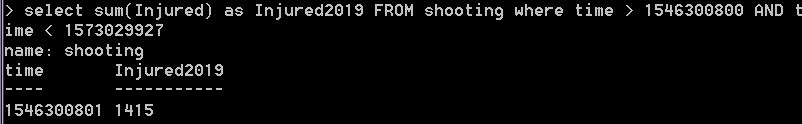 > select sum(Injured) as Injured2019 FROM shooting where time > 1546300800 AND t
ime < 1573029927
name: shooting
time       Injured2019
----       -----------
1546300801 1415